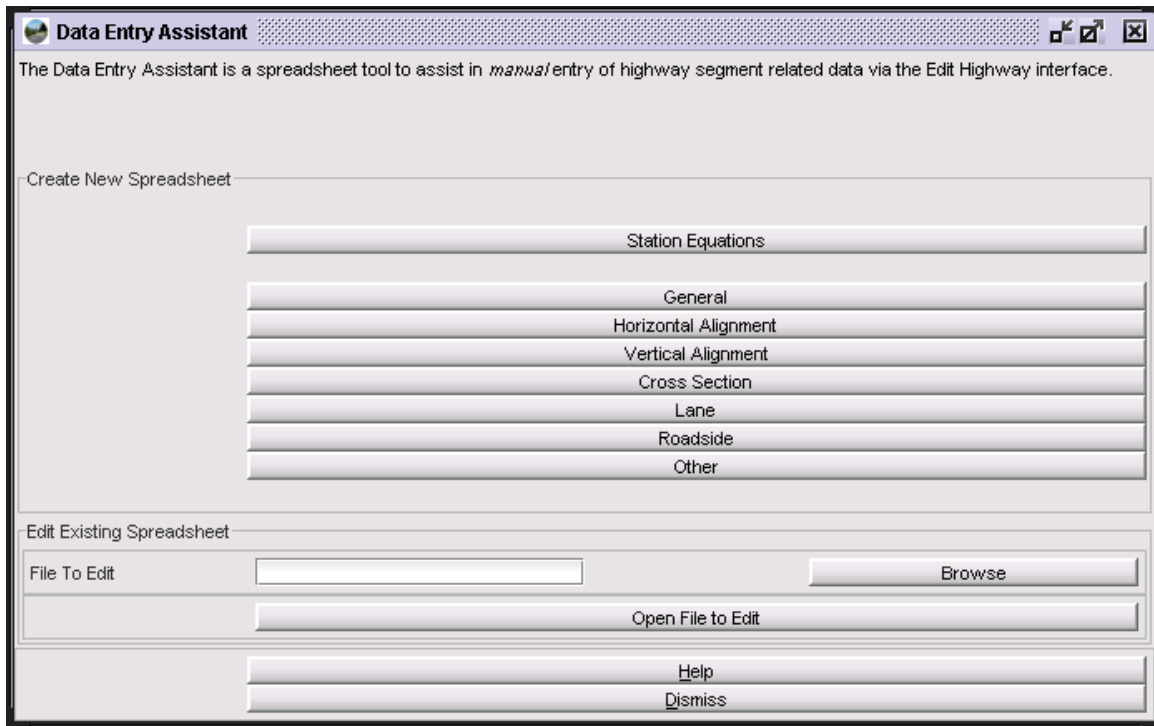 Data Entry Assistant
The Data Entry Assistant is a spreadsheet tool to assist in manual entry of highway segment related data via the Edit Highway interface.
Create New Spreadsheet
Station Equations
General
Horizontal Alignment
Vertical Alignment
Cross Section
Lane
Roadside
Other
Edit Existing Spreadsheet
File To Edit
Browse
Open File to Edit
Help
Dismiss